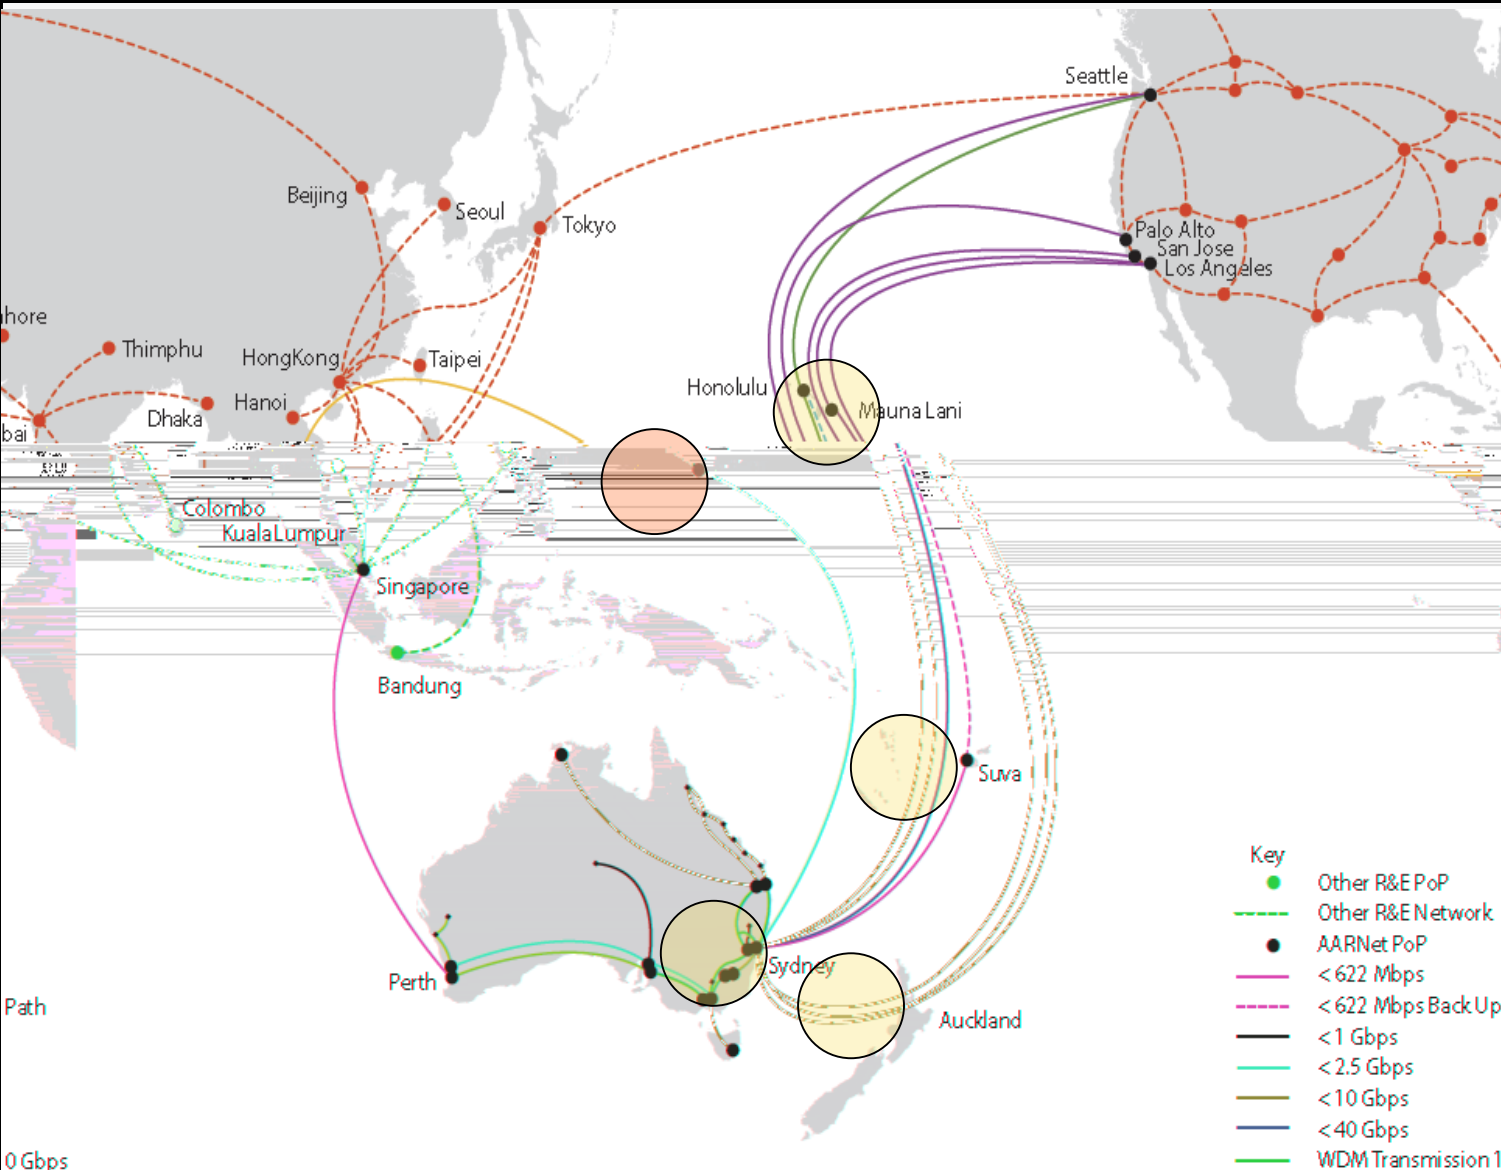 Seattle
Beijing
Seoul
Tokyo
Palo Alto
San Jose
Los Angeles
hore
Thimphu
HongKong
Taipei
Honolulu
Mauna Lani
Hanoi
Dhaka
bai
Colombo
Kuala Lumpur
Singapore
Bandung
Suva
Sydney
Perth
Auckland
Path
0 Gbps
Key
Other R&E PoP
Other R&E Network
AARNet PoP
< 622 Mbps
< 622 Mbps Back Up
< 1 Gbps
< 2.5 Gbps
< 10 Gbps
< 40 Gbps
WDM Transmission 1